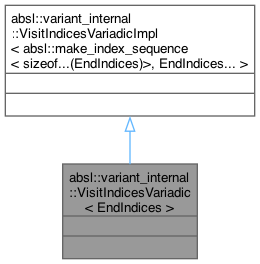 absl::variant_internal
::VisitIndicesVariadicImpl
< absl::make_index_sequence
< sizeof...(EndIndices)>, EndIndices... >
absl::variant_internal
::VisitIndicesVariadic
< EndIndices >